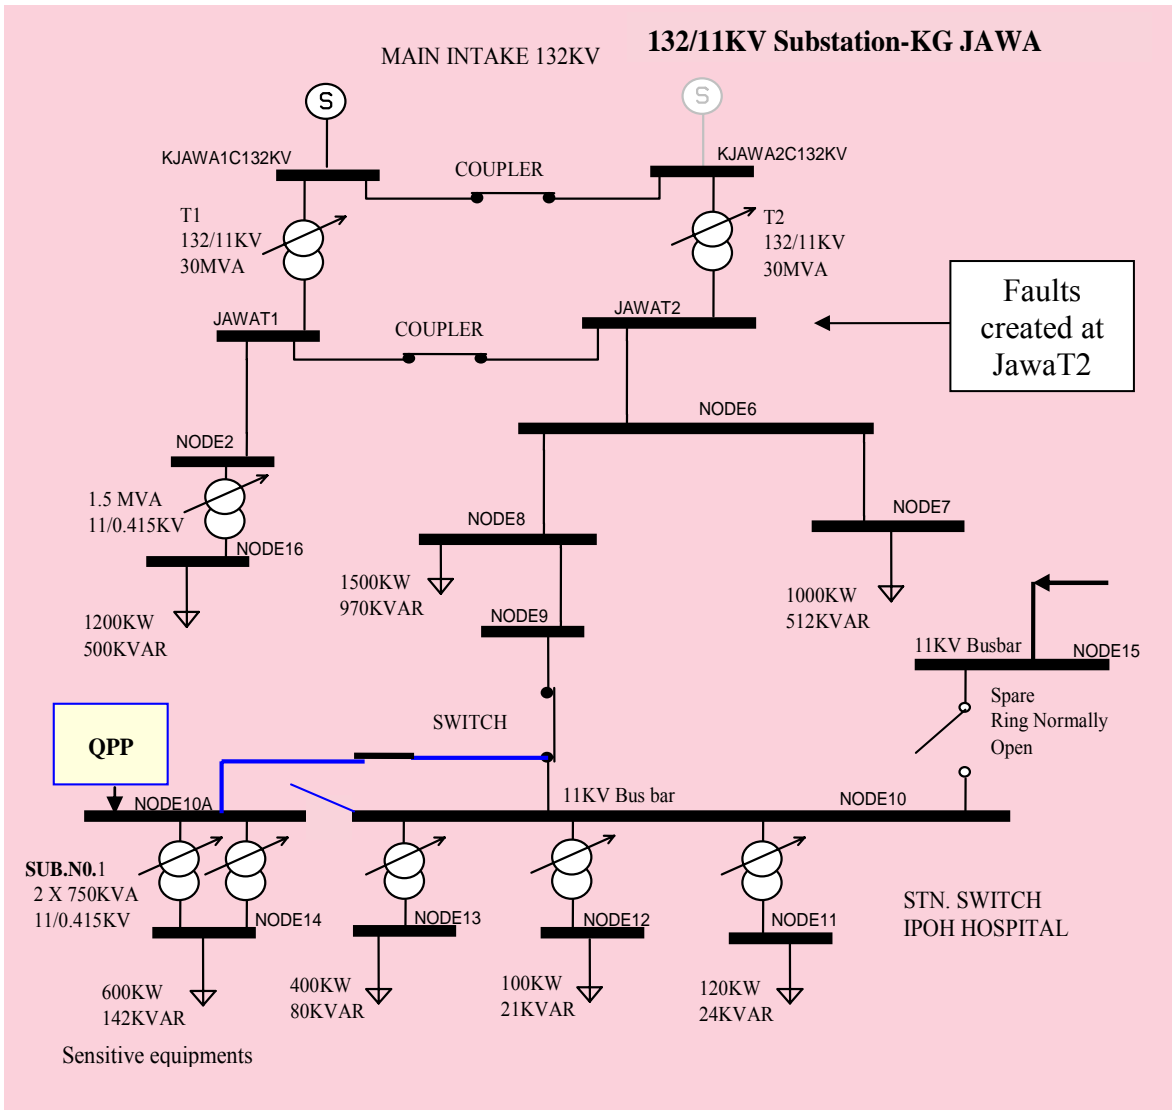 132/11KV Substation-KG JAWA
MAIN INTAKE 132KV
S
S
KJAWA1C132KV
KJAWA2C132KV
COUPLER
T1
132/11KV
30MVA
T2
132/11KV
30MVA
Faults
created at
JawaT2
JAWAT1
JAWAT2
COUPLER
NODE6
NODE2
1.5 MVA
11/0.415KV
NODE16
1200KW
500KVAR
NODE8
1500KW
970KVAR
NODE7
1000KW
512KVAR
NODE9
11KV Busbar
NODE15
Spare
Ring Normally
Open
SWITCH
QPP
NODE10A
11KV Bus bar
NODE10
SUB.N0.1
2 X 750KVA
11/0.415KV
NODE14
NODE13
NODE12
NODE11
STN. SWITCH
IPOH HOSPITAL
600KW
142KVAR
400KW
80KVAR
100KW
21KVAR
120KW
24KVAR
Sensitive equipments